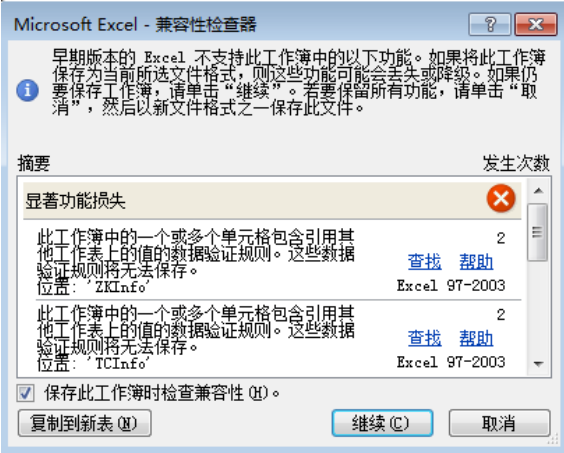 Microsoft Excel - 兼容性检查器
早期版本的 Excel 不支持此工作簿中的以下功能。如果将此工作簿
保存为当前所选文件格式，则这些功能可能会丢失或降级。如果仍
要保存工作簿，请单击“继续”。若要保留所有功能，请单击“取
消”，然后以新文件格式之一保存此文件。
摘要 发生次数
显著功能损失
此工作簿中的一个或多个单元格包含引用其 2
他工作表上的值的数据验证规则。这些数据
验证规则将无法保存。 查找 帮助
位置: 'ZKInfo' Excel 97-2003
此工作簿中的一个或多个单元格包含引用其 2
他工作表上的值的数据验证规则。这些数据
验证规则将无法保存。 查找 帮助
位置: 'TCInfo' Excel 97-2003
保存此工作簿时检查兼容性(H)。
复制到新表(N) 继续(C) 取消